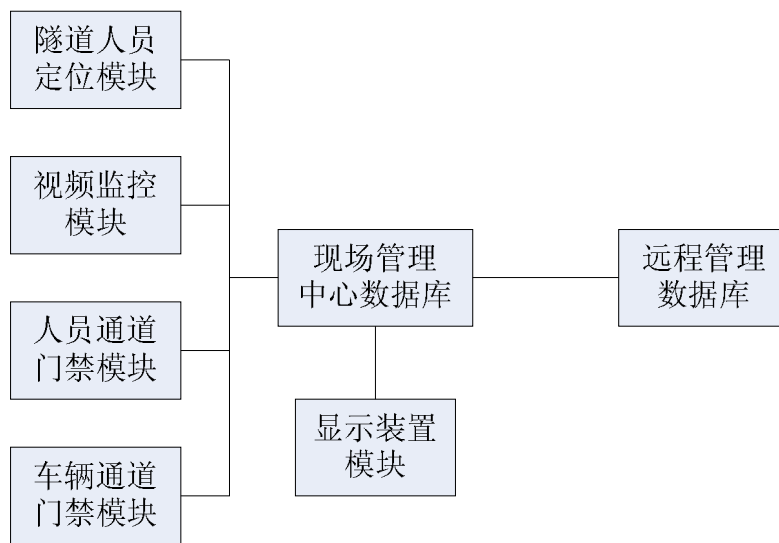 隧道人员
定位模块
视频监控
模块
人员通道
门禁模块
车辆通道
门禁模块
现场管理
中心数据库
显示装置
模块
远程管理
数据库